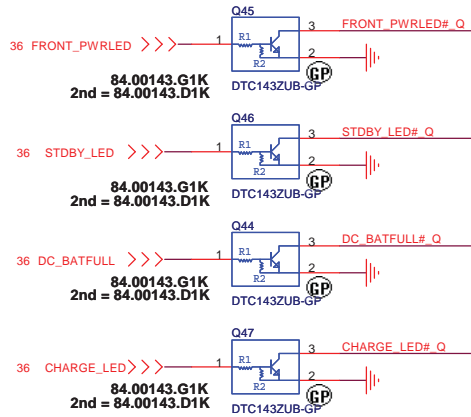 Q45
3 FRONT_PWRLED#_Q
36 FRONT_PWRLED 1 R1
R2 2
84.00143.G1K GP
2nd = 84.00143.D1K DTC143ZUB-GP
Q46
3 STDBY_LED#_Q
36 STDBY_LED 1 R1
R2 2
84.00143.G1K GP
2nd = 84.00143.D1K DTC143ZUB-GP
Q44
3 DC_BATFULL#_Q
36 DC_BATFULL 1 R1
R2 2
84.00143.G1K GP
2nd = 84.00143.D1K DTC143ZUB-GP
Q47
3 CHARGE_LED#_Q
36 CHARGE_LED 1 R1
R2 2
84.00143.G1K GP
2nd = 84.00143.D1K DTC143ZUB-GP